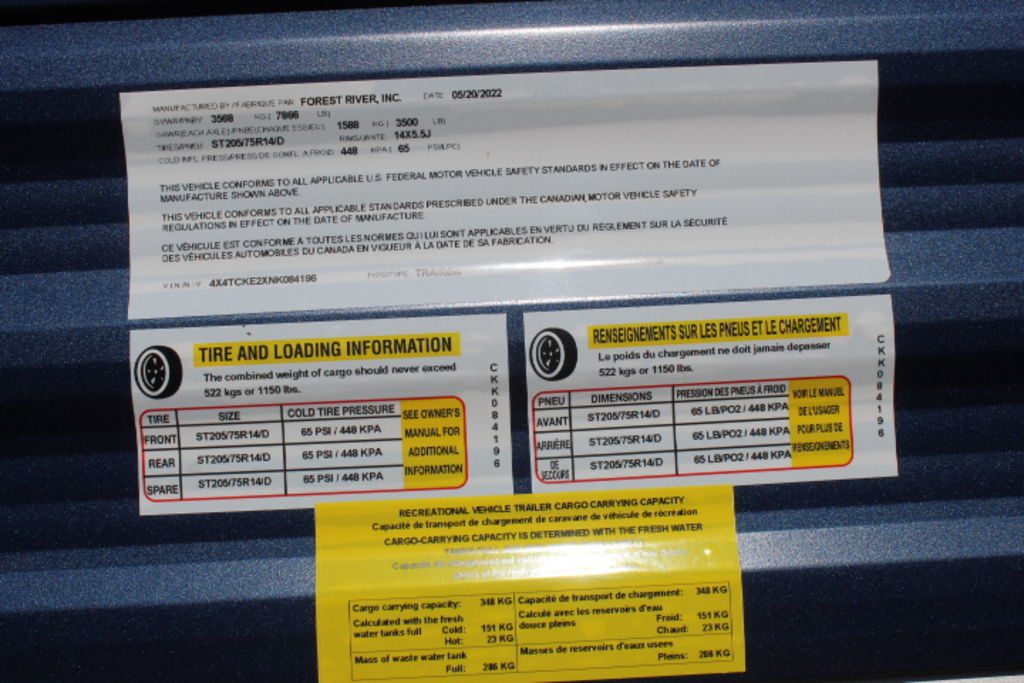 MANUFACTURED BY / FABRIQUE PAR FOREST RIVER, INC. DATE 05/20/2022
GVWR/PNBV 3568 KG( 7866 LB)
GAWR(EACH AXLE)/PNBE(CHAQUE ESSIEU) 1588 KG( 3500 LB)
TIRES/PNEU ST205/75R14/D RIMS/JANTE 14X5.5J
COLD INFL PRESS/PRESS DE GONFL A FROID 448 KPA( 65 PSI/LPC)
THIS VEHICLE CONFORMS TO ALL APPLICABLE U.S. FEDERAL MOTOR VEHICLE SAFETY STANDARDS IN EFFECT ON THE DATE OF
MANUFACTURE SHOWN ABOVE.
THIS VEHICLE CONFORMS TO ALL APPLICABLE STANDARDS PRESCRIBED UNDER THE CANADIAN MOTOR VEHICLE SAFETY
REGULATIONS IN EFFECT ON THE DATE OF MANUFACTURE.
CE VÉHICULE EST CONFORME À TOUTES LES NORMES QUI LUI SONT APPLICABLES EN VERTU DU RÈGLEMENT SUR LA SÉCURITÉ
DES VÉHICULES AUTOMOBILES DU CANADA EN VIGUEUR À LA DATE DE SA FABRICATION.
V.I.N./N.I.V 4X4TCKE2XNK084196 TYPE/TYPE
TIRE AND LOADING INFORMATION
The combined weight of cargo should never exceed
522 kgs or 1150 lbs.
TIRE SIZE COLD TIRE PRESSURE SEE OWNER'S
FRONT ST205/75R14/D 65 PSI / 448 KPA MANUAL FOR
REAR ST205/75R14/D 65 PSI / 448 KPA ADDITIONAL
SPARE ST205/75R14/D 65 PSI / 448 KPA INFORMATION
CKK084196
RENSEIGNEMENTS SUR LES PNEUS ET LE CHARGEMENT
Le poids du chargement ne doit jamais depasser
522 kgs or 1150 lbs.
PNEU DIMENSIONS PRESSION DES PNEUS À FROID VOIR LE MANUEL
AVANT ST205/75R14/D 65 LB/PO2 / 448 KPA DE L'USAGER
ARRIÈRE ST205/75R14/D 65 LB/PO2 / 448 KPA POUR PLUS DE
DE SECOURS ST205/75R14/D 65 LB/PO2 / 448 KPA RENSEIGNEMENTS
CKK084196
RECREATIONAL VEHICLE TRAILER CARGO CARRYING CAPACITY
Capacité de transport de chargement de caravane de véhicule de récréation
CARGO-CARRYING CAPACITY IS DETERMINED WITH THE FRESH WATER
Cargo carrying capacity: 348 KG
Calculated with the fresh
water tanks full Cold: 151 KG
Hot: 23 KG
Mass of waste water tank
Full: 286 KG
Capacité de transport de chargement: 348 KG
Calculé avec les reservoirs d'eau
douce pleins Froid: 151 KG
Chaud: 23 KG
Masses de reservoirs d'eaux usees
Pleins: 286 KG